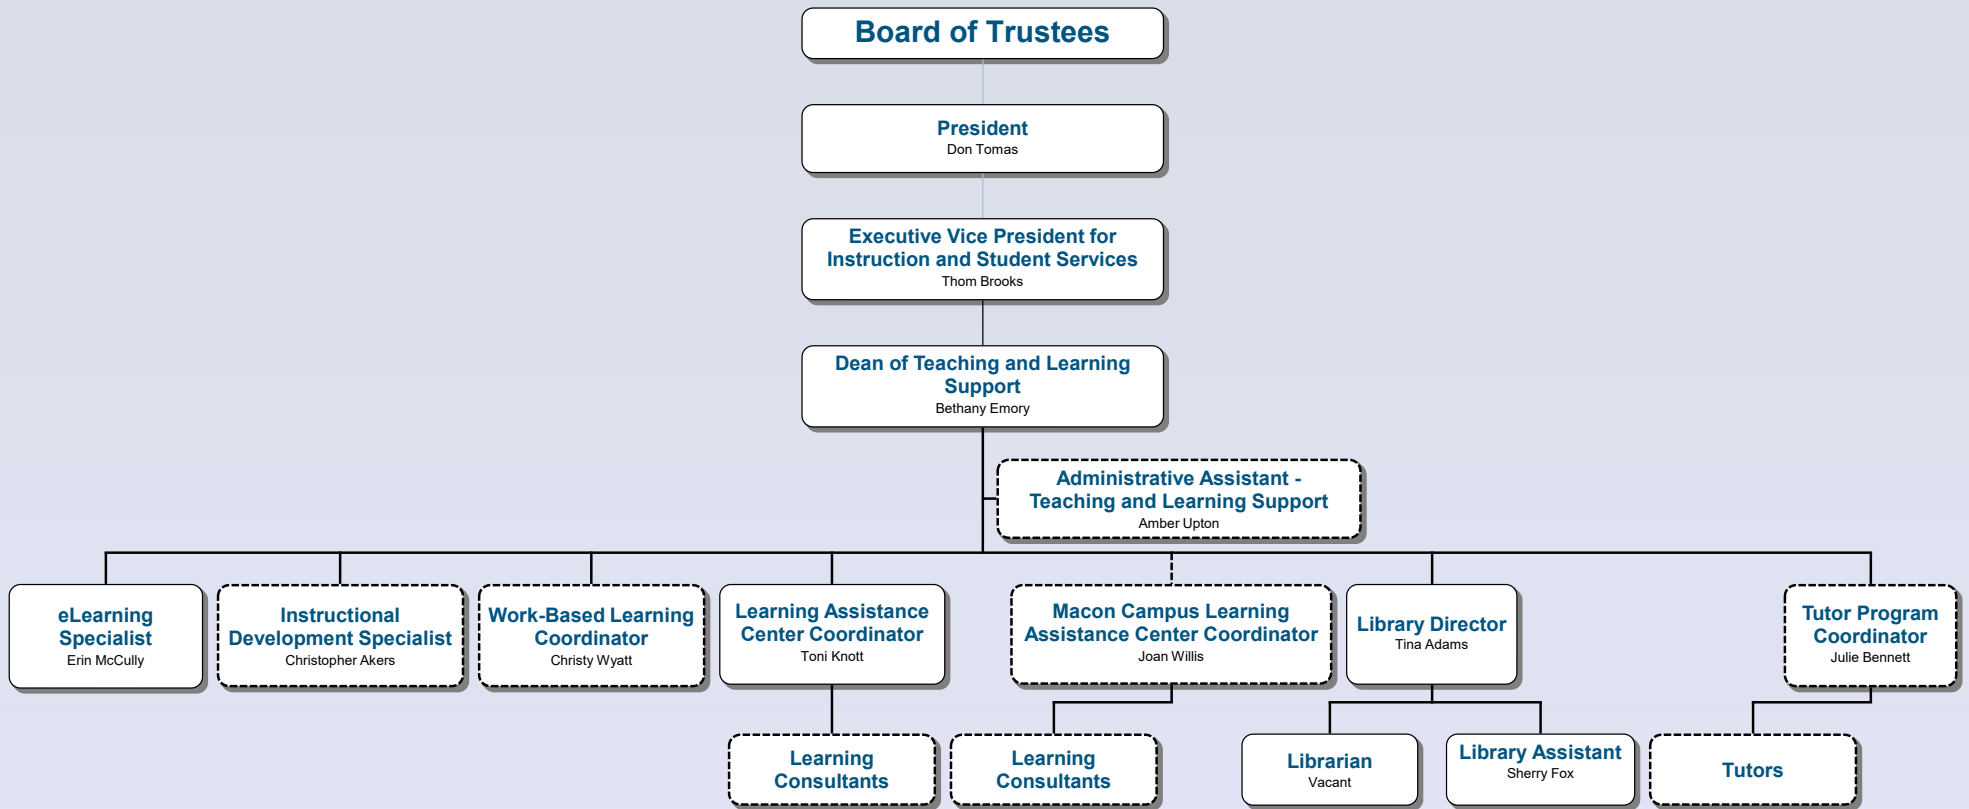 Board of Trustees
President
Don Tomas
Executive Vice President for
Instruction and Student Services
Thom Brooks
Dean of Teaching and Learning
Support
Bethany Emory
Administrative Assistant -
Teaching and Learning Support
Amber Upton
eLearning
Specialist
Erin McCully
Instructional
Development Specialist
Christopher Akers
Work-Based Learning
Coordinator
Christy Wyatt
Learning Assistance
Center Coordinator
Toni Knott
Macon Campus Learning
Assistance Center Coordinator
Joan Willis
Library Director
Tina Adams
Tutor Program
Coordinator
Julie Bennett
Learning
Consultants
Learning
Consultants
Librarian
Vacant
Library Assistant
Sherry Fox
Tutors